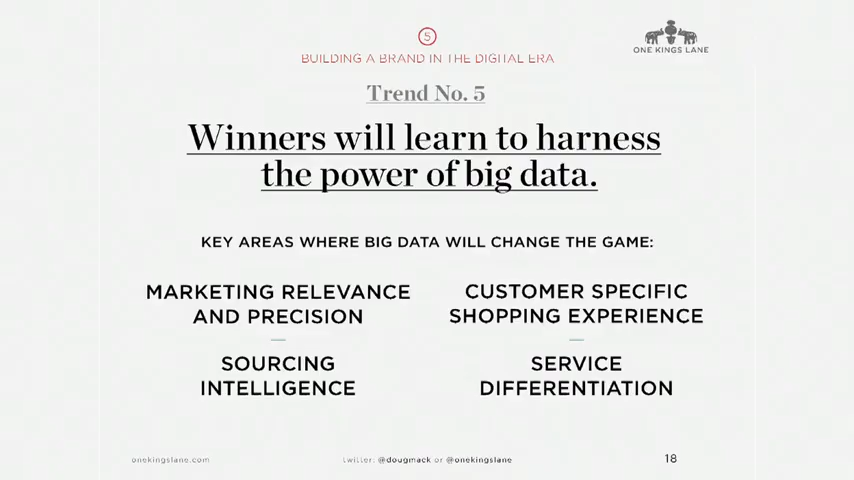 5
BUILDING A BRAND IN THE DIGITAL ERA
ONE KINGS LANE
Trend No. 5
Winners will learn to harness
the power of big data.
KEY AREAS WHERE BIG DATA WILL CHANGE THE GAME:
MARKETING RELEVANCE
AND PRECISION
CUSTOMER SPECIFIC
SHOPPING EXPERIENCE
SOURCING
INTELLIGENCE
SERVICE
DIFFERENTIATION
onekingslane.com
twitter: @dougmack or @onekingslane
18